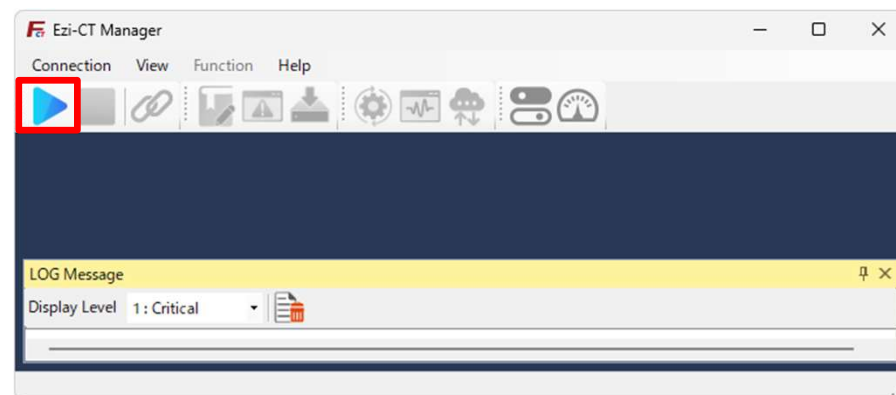 Ezi-CT Manager
Connection View Function Help
LOG Message
Display Level 1 : Critical